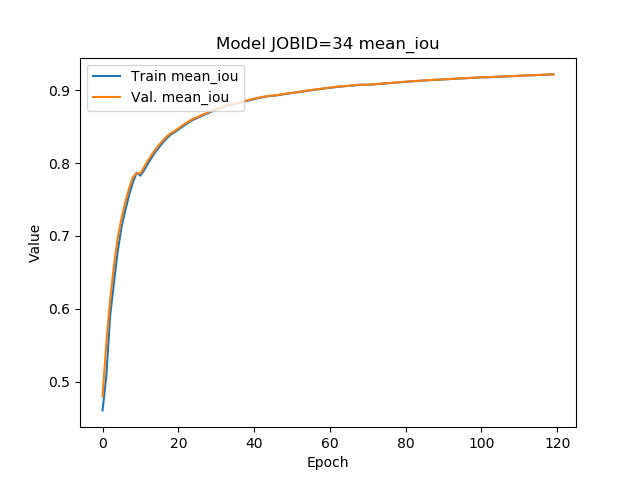 Model JOBID=34 mean_iou
Train mean_iou
Val. mean_iou
0.9
0.8
0.7
0.6
0.5
Value
0 20 40 60 80 100 120
Epoch